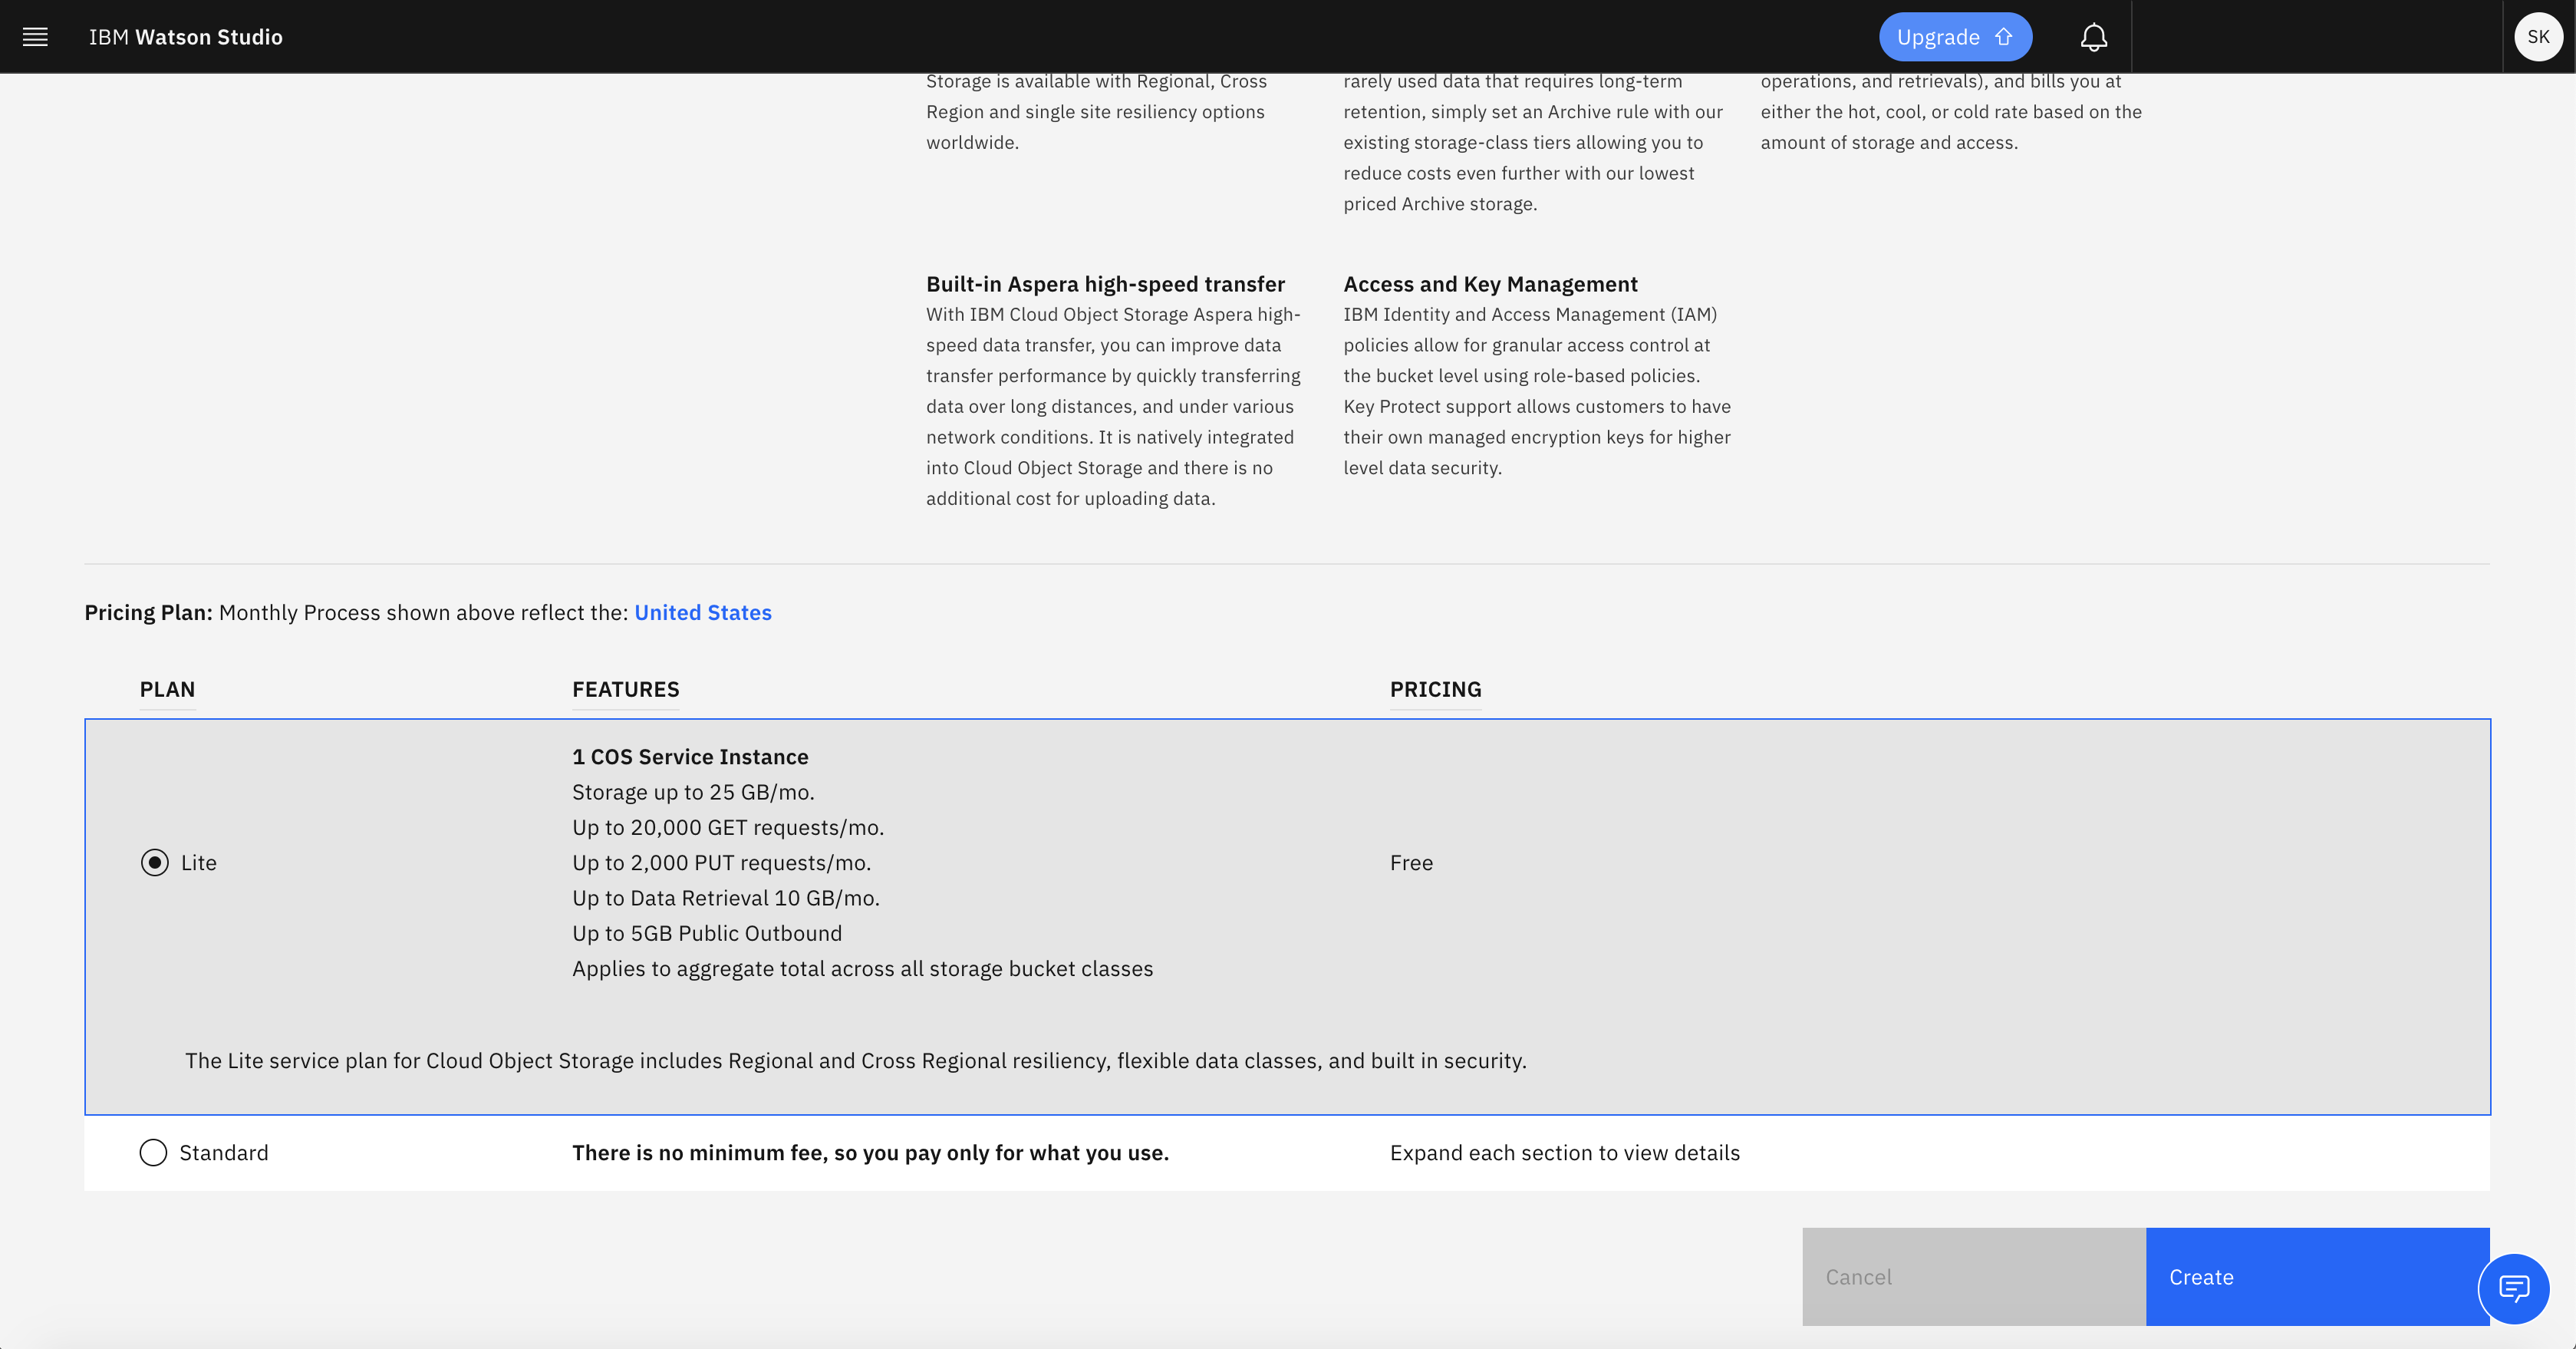 IBM Watson Studio
Upgrade
SK
Storage is available with Regional, Cross
Region and single site resiliency options
worldwide.
rarely used data that requires long-term
retention, simply set an Archive rule with our
existing storage-class tiers allowing you to
reduce costs even further with our lowest
priced Archive storage.
operations, and retrievals), and bills you at
either the hot, cool, or cold rate based on the
amount of storage and access.
Built-in Aspera high-speed transfer
With IBM Cloud Object Storage Aspera high-
speed data transfer, you can improve data
transfer performance by quickly transferring
data over long distances, and under various
network conditions. It is natively integrated
into Cloud Object Storage and there is no
additional cost for uploading data.
Access and Key Management
IBM Identity and Access Management (IAM)
policies allow for granular access control at
the bucket level using role-based policies.
Key Protect support allows customers to have
their own managed encryption keys for higher
level data security.
Pricing Plan: Monthly Process shown above reflect the: United States
PLAN
FEATURES
PRICING
Lite
1 COS Service Instance
Storage up to 25 GB/mo.
Up to 20,000 GET requests/mo.
Up to 2,000 PUT requests/mo.
Up to Data Retrieval 10 GB/mo.
Up to 5GB Public Outbound
Applies to aggregate total across all storage bucket classes
Free
The Lite service plan for Cloud Object Storage includes Regional and Cross Regional resiliency, flexible data classes, and built in security.
Standard
There is no minimum fee, so you pay only for what you use.
Expand each section to view details
Cancel
Create